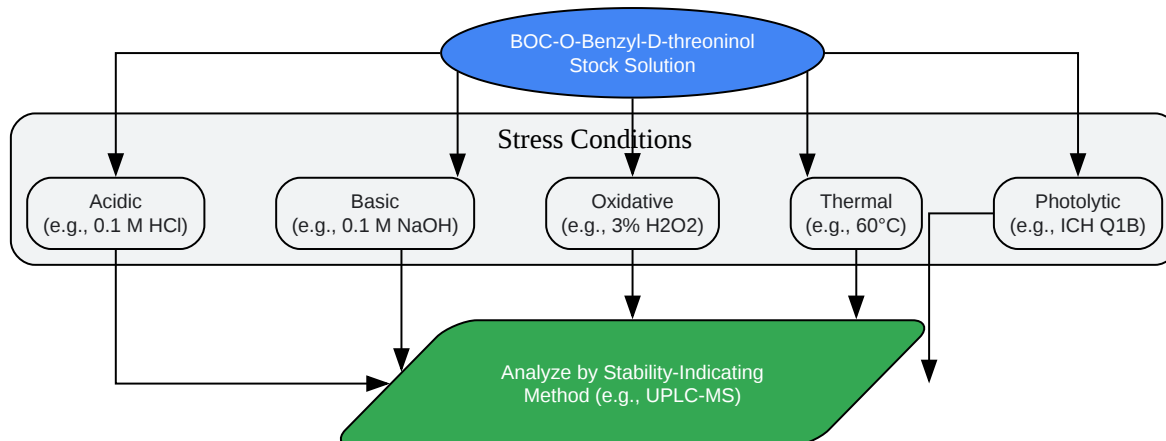 BOC-O-Benzyl-D-threoninol
Stock Solution
Stress Conditions
Acidic
(e.g., 0.1 M HCl)
Basic
(e.g., 0.1 M NaOH)
Oxidative
(e.g., 3% H2O2)
Thermal
(e.g., 60°C)
Photolytic
(e.g., ICH Q1B)
Analyze by Stability-Indicating
Method (e.g., UPLC-MS)